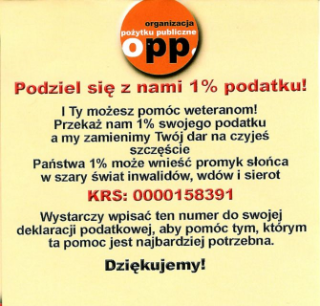 organizacja
pożytku publiczne
opp.
Podziel się z nami 1% podatku!
I Ty możesz pomóc weteranom!
Przekaż nam 1% swojego podatku
a my zamienimy Twój dar na czyjeś
szczęście
Państwa 1% może wnieść promyk słońca
w szary świat inwalidów, wdów i sierot
KRS: 0000158391
Wystarczy wpisać ten numer do swojej
deklaracji podatkowej, aby pomóc tym, którym
ta pomoc jest najbardziej potrzebna.
Dziękujemy!